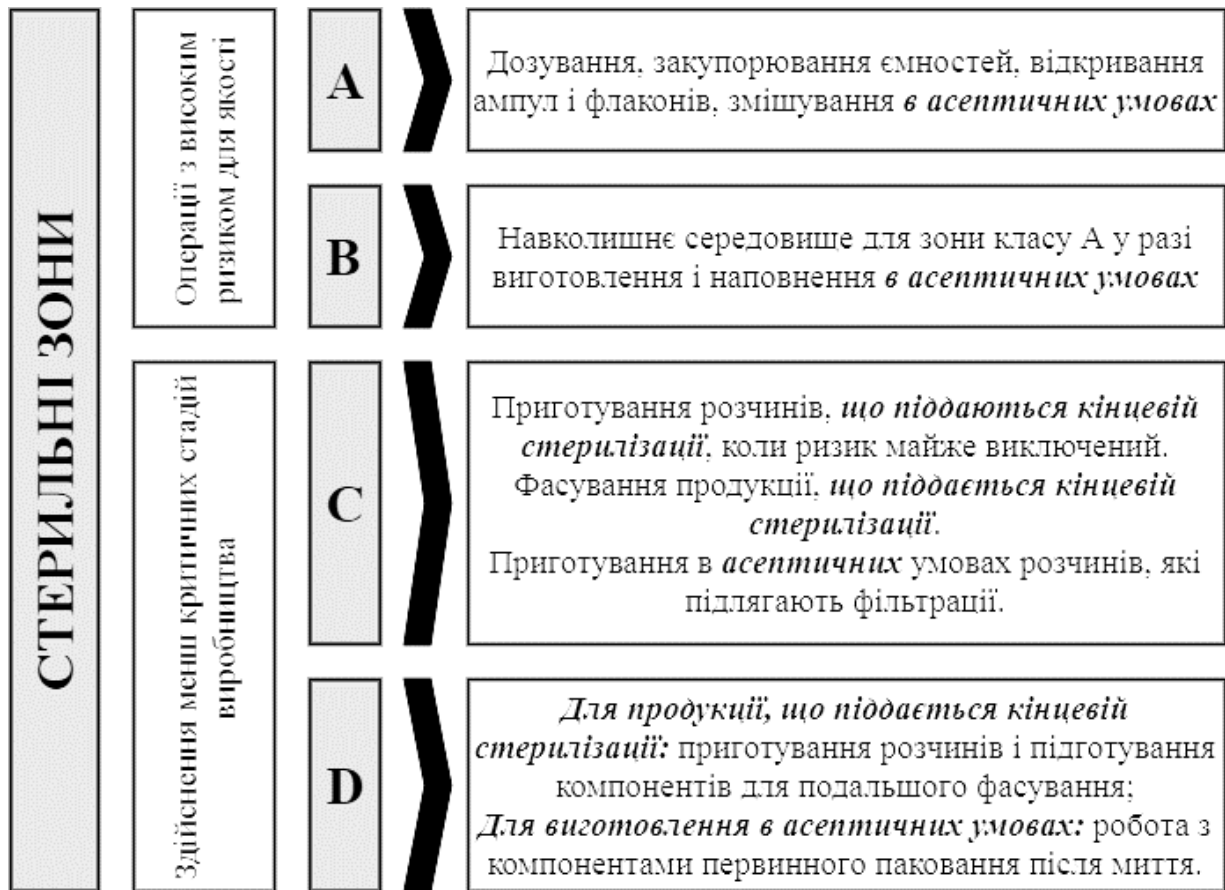 СТЕРИЛЬНІ ЗОНИ
Операції з високим
ризиком для якості
A
Дозування, закупорювання ємностей, відкривання
ампул і флаконів, змішування в асептичних умовах
B
Навколишнє середовище для зони класу А у разі
виготовлення і наповнення в асептичних умовах
Здійснення менш критичних стадій
виробництва
C
Приготування розчинів, що піддаються кінцевій
стерилізації, коли ризик майже виключений.
Фасування продукції, що піддається кінцевій
стерилізації.
Приготування в асептичних умовах розчинів, які
підлягають фільтрації.
D
Для продукції, що піддається кінцевій
стерилізації: приготування розчинів і підготування
компонентів для подальшого фасування;
Для виготовлення в асептичних умовах: робота з
компонентами первинного паковання після миття.